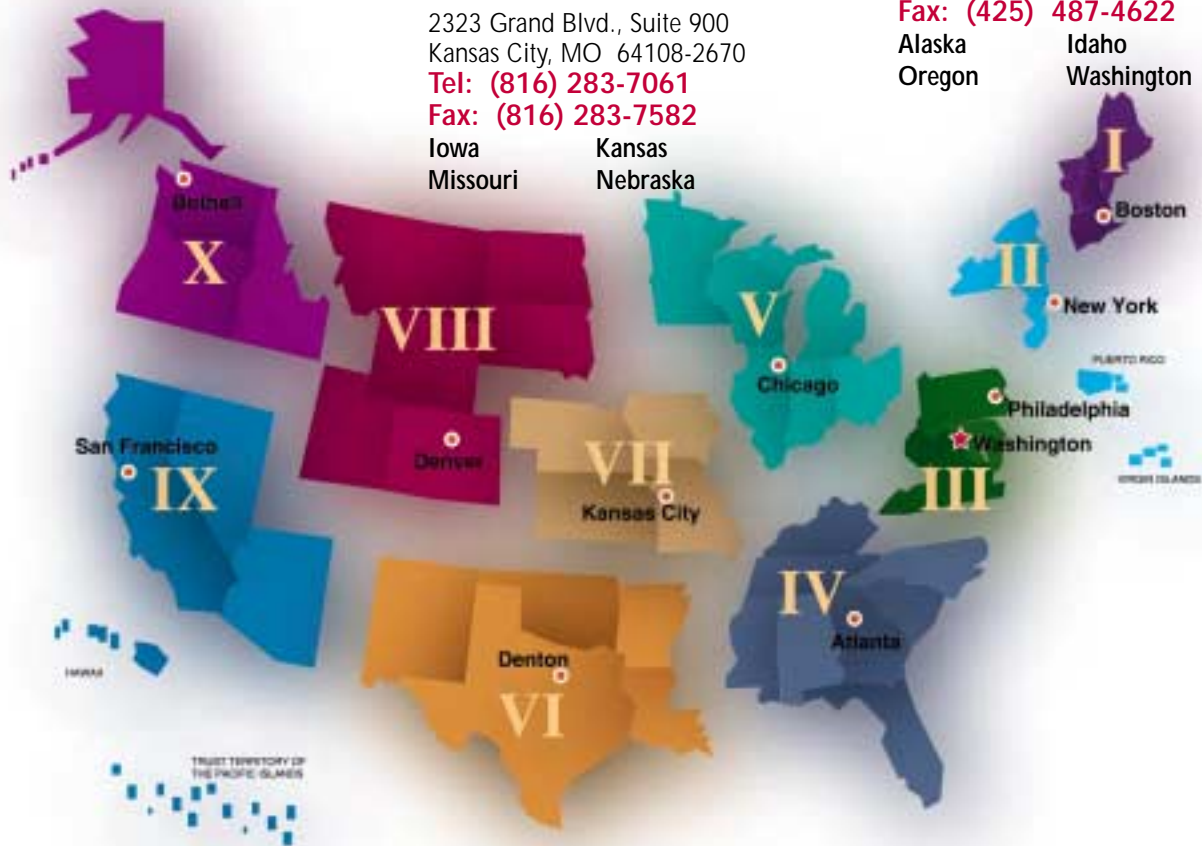 2323 Grand Blvd., Suite 900
Kansas City, MO 64108-2670
Tel: (816) 283-7061
Fax: (816) 283-7582
Iowa Kansas
Missouri Nebraska
Fax: (425) 487-4622
Alaska Idaho
Oregon Washington
I
Boston
Bothell
X
II
New York
VIII
V
PUERTO RICO
Chicago
Philadelphia
San Francisco
Denver
Washington
IX
VII
III
VIRGIN ISLANDS
Kansas City
IV
Atlanta
Denton
VI
HAWAII
TRUST TERRITORY OF
THE PACIFIC ISLANDS